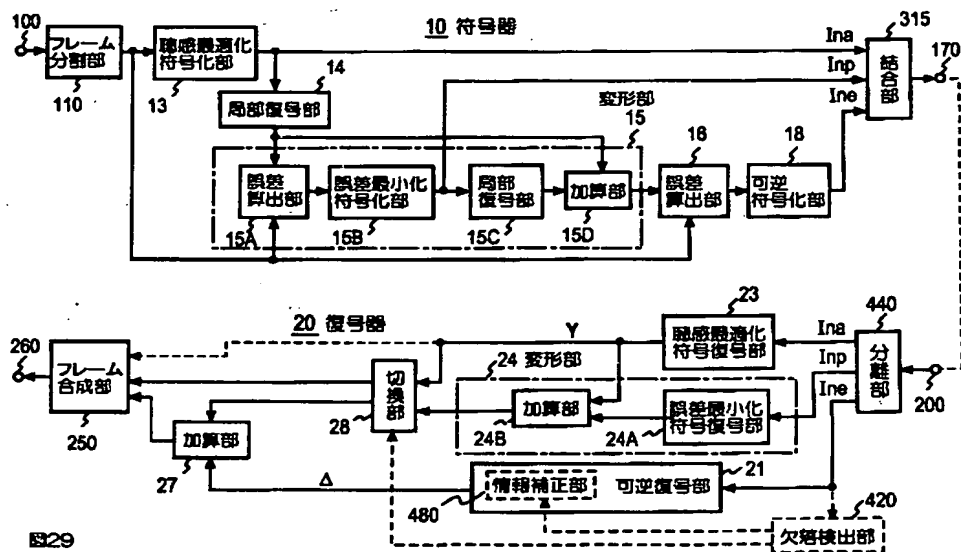 100
フレーム
分割部
110
聴感最適化
符号化部
13
10 符号器
14
局部復号部
Ina
Inp
Ine
315
結合部
170
変形部
15
誤差
算出部
15A
誤差最小化
符号化部
15B
局部
復号部
15C
加算部
15D
16
誤差
算出部
18
可逆
符号化部
20 復号器
260
フレーム
合成部
250
加算部
27
切換部
28
Y
24 変形部
加算部
24B
誤差最小化
符号復号部
24A
23
聴感最適化
符号復号部
Ina
Inp
Ine
440
分離部
200
Δ
480
情報補正部
可逆復号部
21
420
欠落検出部
図29